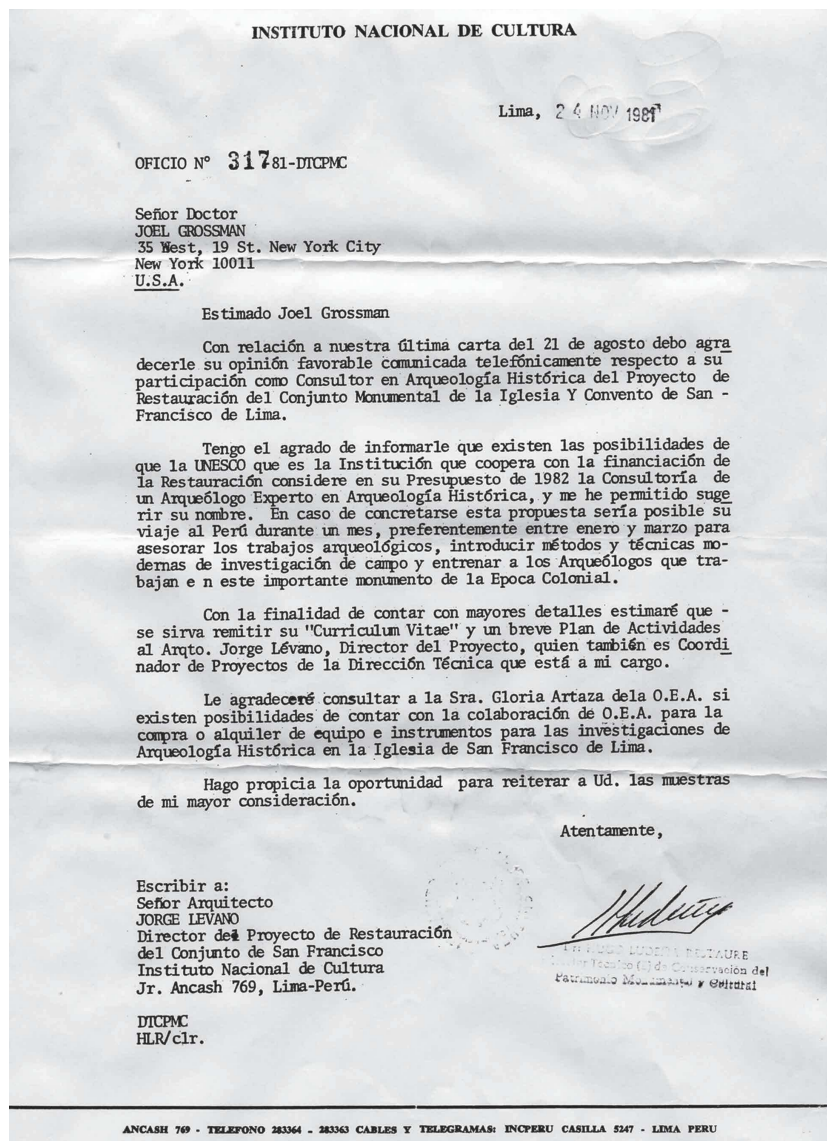 INSTITUTO NACIONAL DE CULTURA
Lima, 24 NOV 1981
OFICIO N° 31781-DTCPMC
Señor Doctor
JOEL GROSSMAN
35 West, 19 St. New York City
New York 10011
U.S.A.
Estimado Joel Grossman
Con relación a nuestra última carta del 21 de agosto debo agra
decerle su opinión favorable comunicada telefónicamente respecto a su
participación como Consultor en Arqueología Histórica del Proyecto de
Restauración del Conjunto Monumental de la Iglesia Y Convento de San -
Francisco de Lima.
Tengo el agrado de informarle que existen las posibilidades de
que la UNESCO que es la Institución que coopera con la financiación de
la Restauración considere en su Presupuesto de 1982 la Consultoría de
un Arqueólogo Experto en Arqueología Histórica, y me he permitido suge
rir su nombre. En caso de concretarse esta propuesta sería posible su
viaje al Perú durante un mes, preferentemente entre enero y marzo para
asesorar los trabajos arqueológicos, introducir métodos y técnicas mo-
dernas de investigación de campo y entrenar a los Arqueólogos que tra-
bajan e n este importante monumento de la Epoca Colonial.
Con la finalidad de contar con mayores detalles estimaré que -
se sirva remitir su "Curriculum Vitae" y un breve Plan de Actividades
al Arqto. Jorge Lévano, Director del Proyecto, quien también es Coordi
nador de Proyectos de la Dirección Técnica que está a mi cargo.
Le agradeceré consultar a la Sra. Gloria Artaza dela O.E.A. si
existen posibilidades de contar con la colaboración de O.E.A. para la
compra o alquiler de equipo e instrumentos para las investigaciones de
Arqueología Histórica en la Iglesia de San Francisco de Lima.
Hago propicia la oportunidad para reiterar a Ud. las muestras
de mi mayor consideración.
Atentamente,
Escribir a:
Señor Arquitecto
JORGE LEVANO
Director del Proyecto de Restauración
del Conjunto de San Francisco
Instituto Nacional de Cultura
Jr. Ancash 769, Lima-Perú.
HUGO LUDEÑA RESTAURE
Técnico (E) de Conservación del
Patrimonio Monumental y Cultural
DTCPMC
HLR/clr.
ANCASH 769 - TELEFONO 283364 - 283363 CABLES Y TELEGRAMAS: INCPERU CASILLA 5247 - LIMA PERU